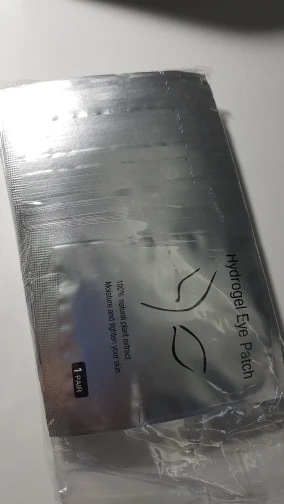 Hydrogel Eye Patch
100% natural plant extract
Moisture and tighten your skin
1 PAIR